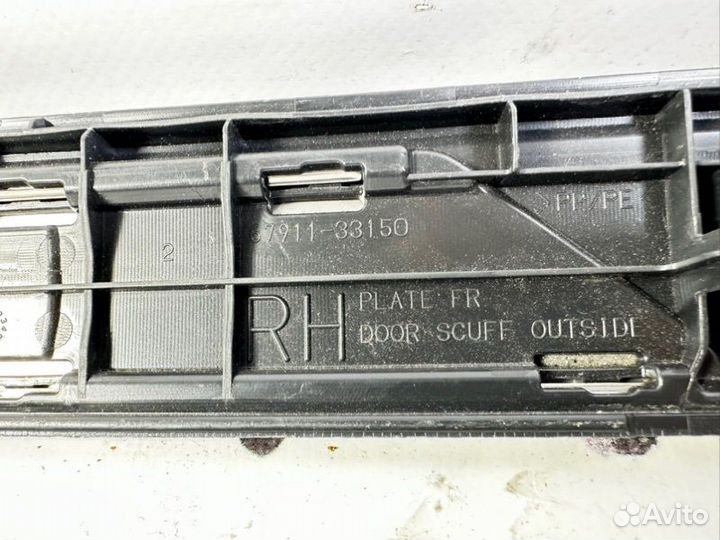 67911-33150
>PP/PE
2
RH
PLATE FR
DOOR SCUFF OUTSIDE
Avito